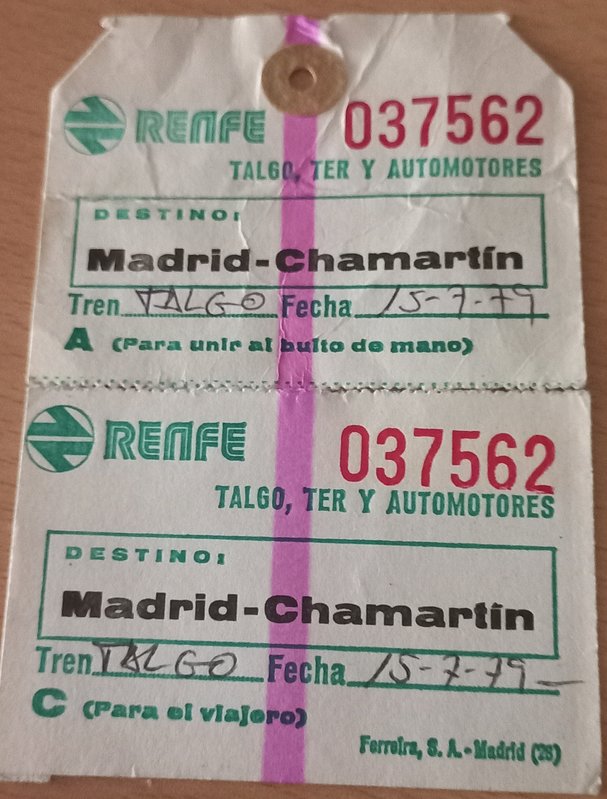 RENFE 037562
TALGO, TER Y AUTOMOTORES
DESTINO:
Madrid-Chamartín
Tren TALGO Fecha 15-7-79
A (Para unir al bulto de mano)
RENFE 037562
TALGO, TER Y AUTOMOTORES
DESTINO:
Madrid-Chamartín
Tren TALGO Fecha 15-7-79
C (Para el viajero)
Ferreira, S. A.-Madrid (28)